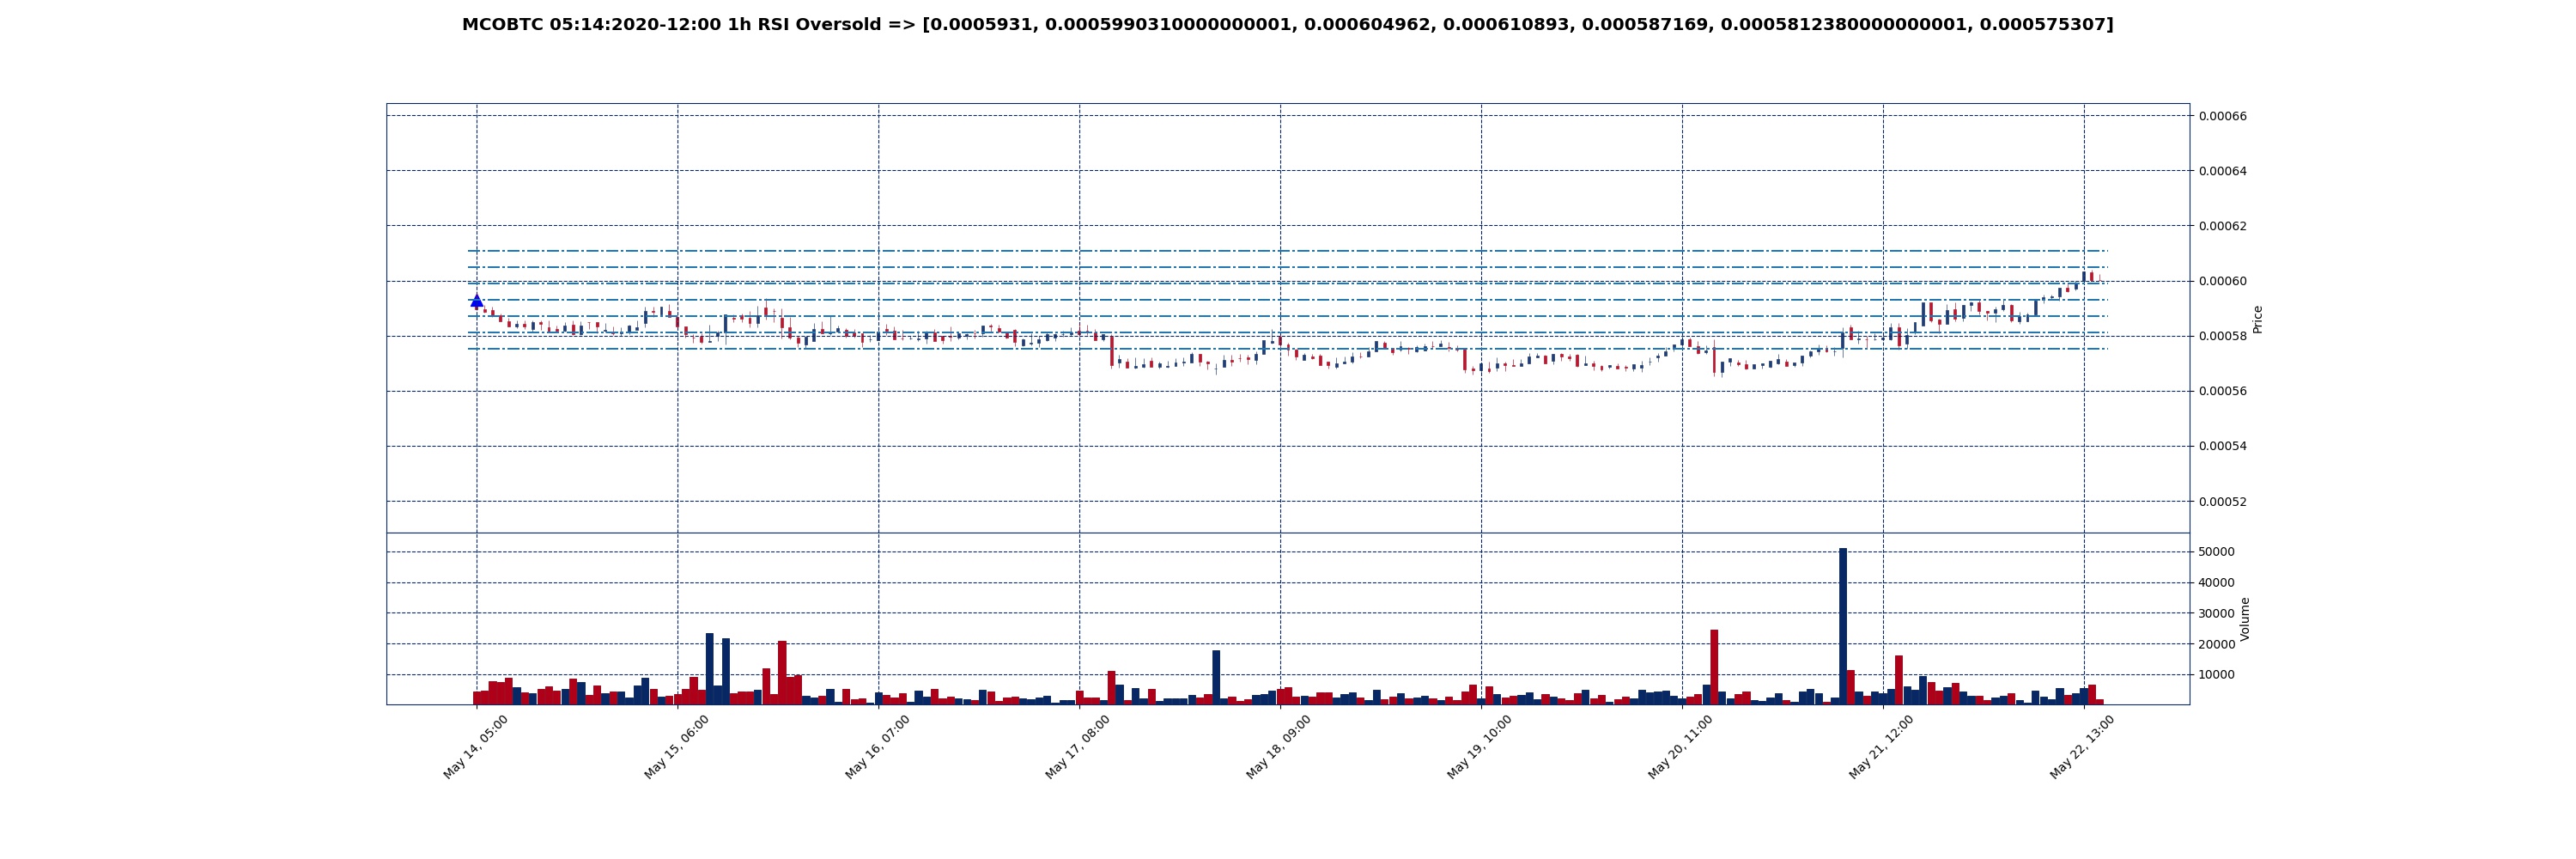 MCOBTC 05:14:2020-12:00 1h RSI Oversold => [0.0005931, 0.0005990310000000001, 0.000604962, 0.000610893, 0.000587169, 0.0005812380000000001, 0.000575307]
0.00066
0.00064
0.00062
0.00060
0.00058
0.00056
0.00054
0.00052
Price
50000
40000
30000
20000
10000
Volume
May 14, 05:00
May 15, 06:00
May 16, 07:00
May 17, 08:00
May 18, 09:00
May 19, 10:00
May 20, 11:00
May 21, 12:00
May 22, 13:00